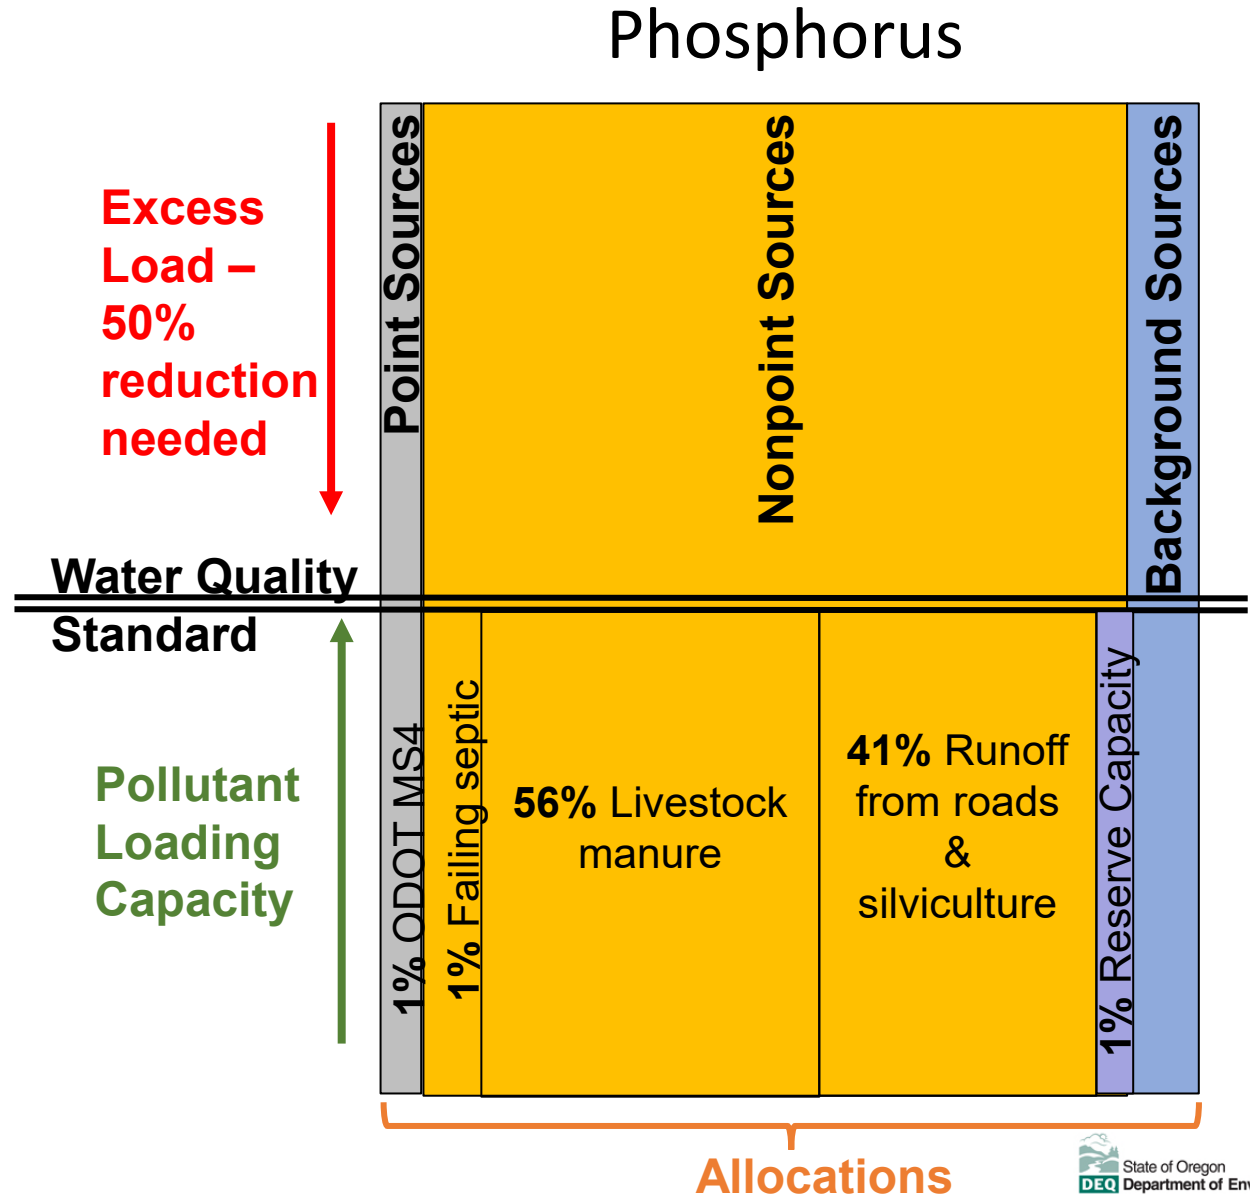 Phosphorus
Excess
Load –
50%
reduction
needed
Point Sources
Nonpoint Sources
Background Sources
Water Quality
Standard
Pollutant
Loading
Capacity
1% ODOT MS4
1% Failing septic
56% Livestock
manure
41% Runoff
from roads
&
silviculture
1% Reserve Capacity
Allocations
State of Oregon
DEQ Department of Env